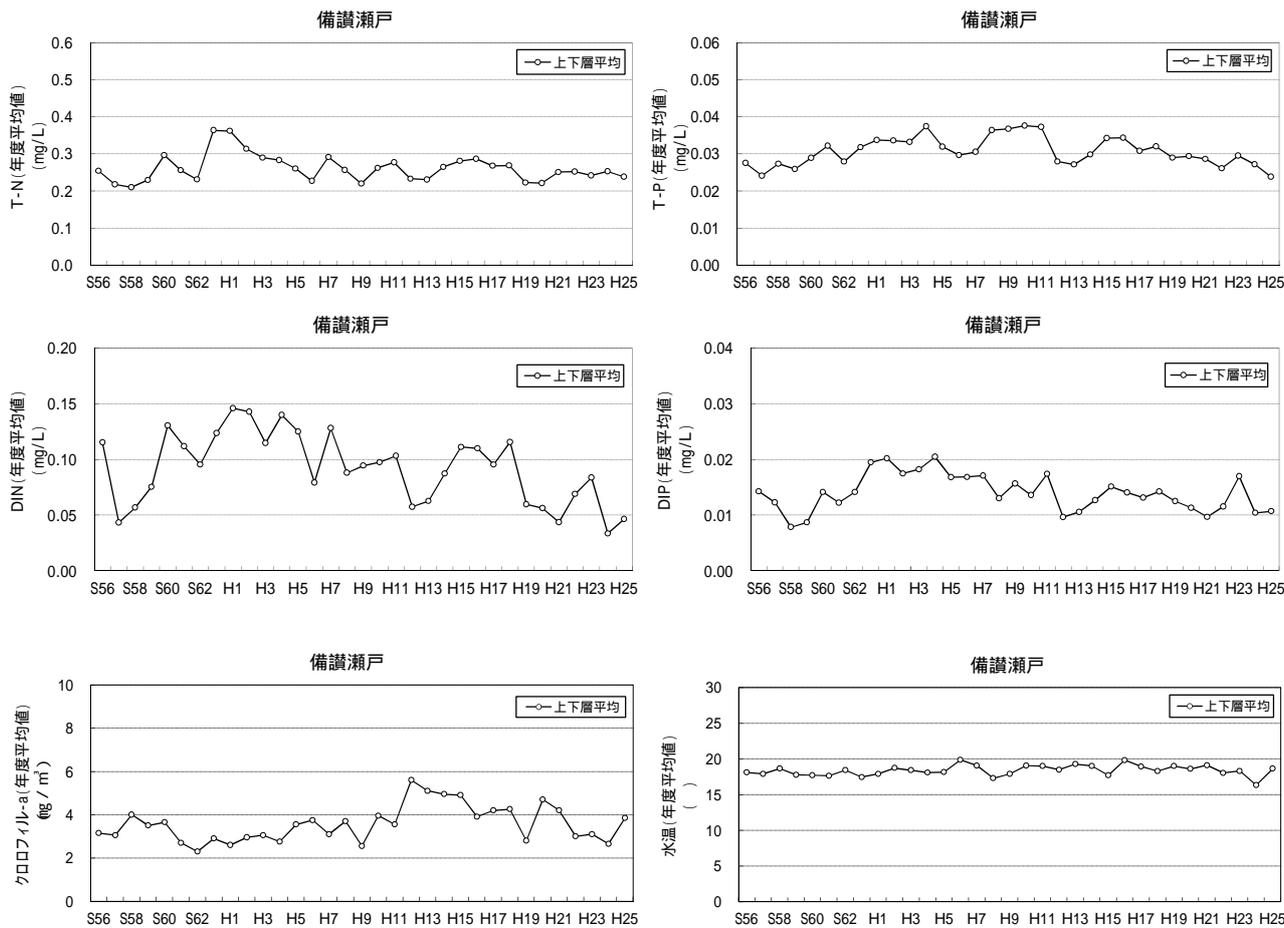 備讃瀬戸
T-N(年度平均値)
(mg/L)
0.6
0.5
0.4
0.3
0.2
0.1
0.0
上下層平均
S56 S58 S60 S62 H1 H3 H5 H7 H9 H11 H13 H15 H17 H19 H21 H23 H25
備讃瀬戸
T-P(年度平均値)
(mg/L)
0.06
0.05
0.04
0.03
0.02
0.01
0.00
上下層平均
S56 S58 S60 S62 H1 H3 H5 H7 H9 H11 H13 H15 H17 H19 H21 H23 H25
備讃瀬戸
DIN(年度平均値)
(mg/L)
0.20
0.15
0.10
0.05
0.00
上下層平均
S56 S58 S60 S62 H1 H3 H5 H7 H9 H11 H13 H15 H17 H19 H21 H23 H25
備讃瀬戸
DIP(年度平均値)
(mg/L)
0.04
0.03
0.02
0.01
0.00
上下層平均
S56 S58 S60 S62 H1 H3 H5 H7 H9 H11 H13 H15 H17 H19 H21 H23 H25
備讃瀬戸
クロロフィル-a(年度平均値)
(mg/㎥)
10
8
6
4
2
0
上下層平均
S56 S58 S60 S62 H1 H3 H5 H7 H9 H11 H13 H15 H17 H19 H21 H23 H25
備讃瀬戸
水温(年度平均値)
( )
30
25
20
15
10
5
0
上下層平均
S56 S58 S60 S62 H1 H3 H5 H7 H9 H11 H13 H15 H17 H19 H21 H23 H25